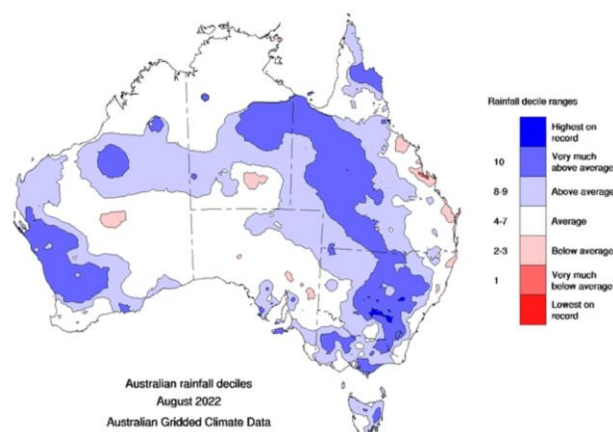 Rainfall decile ranges
Highest on
record
10
Very much
above average
8-9
Above average
4-7
Average
2-3
Below average
1
Very much
below average
Lowest on
record
Australian rainfall deciles
August 2022
Australian Gridded Climate Data